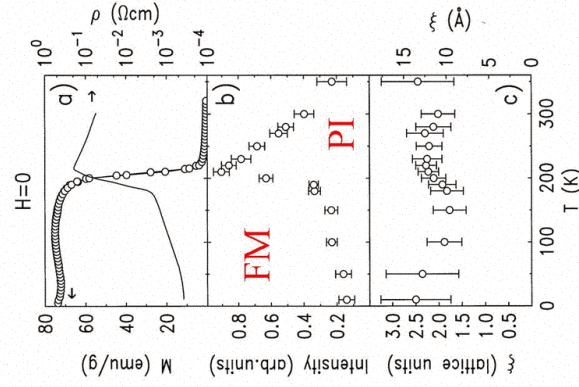 H=0
80
60
40
20
M (emu/g)
a)
10⁰
10⁻¹
10⁻²
10⁻³
10⁻⁴
ρ (Ωcm)
b)
FM
PI
0.8
0.6
0.4
0.2
Intensity (arb.units)
c)
3.0
2.5
2.0
1.5
1.0
0.5
ξ (lattice units)
15
10
5
0
ξ (Å)
0
100
200
300
T (K)